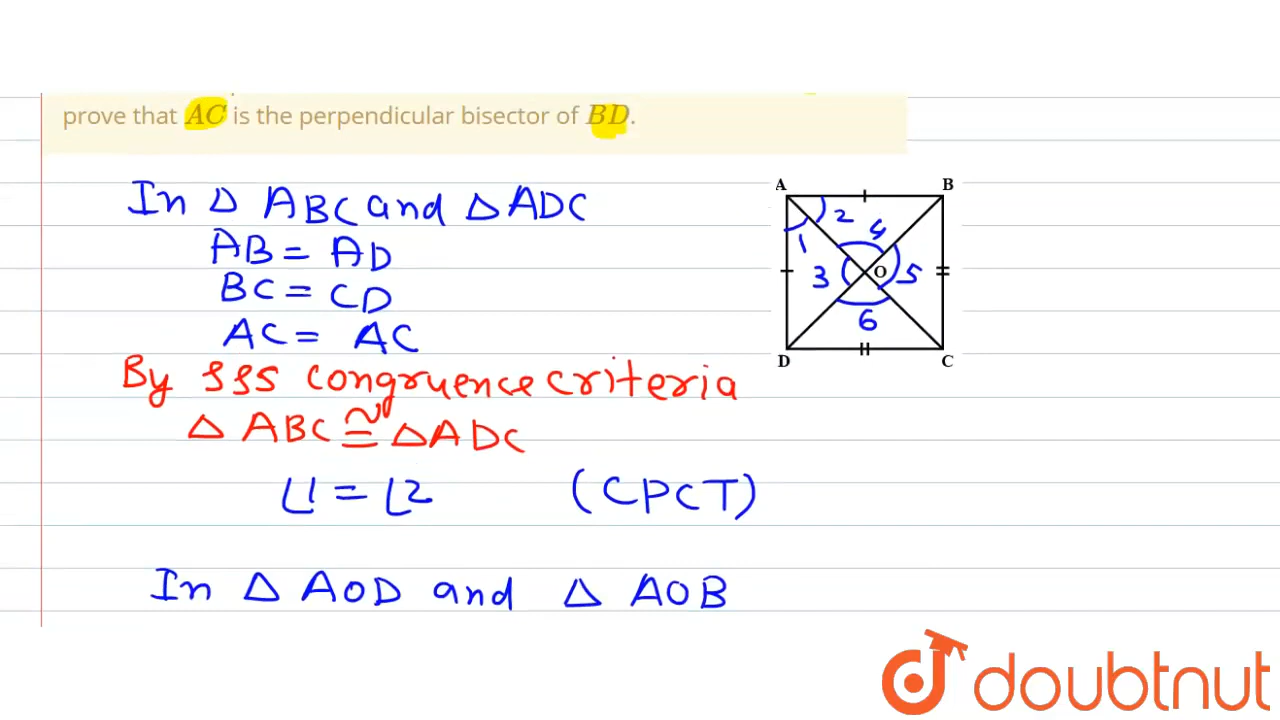 prove that AC is the perpendicular bisector of BD.
In △ ABC and △ ADC
AB = AD
BC = CD
AC = AC
By SSS congruence criteria
△ ABC ≅ △ ADC
∠1 = ∠2 (CPCT)
In △ AOD and △ AOB
A B
2
4
1
3 O 5
6
D C
doubtnut